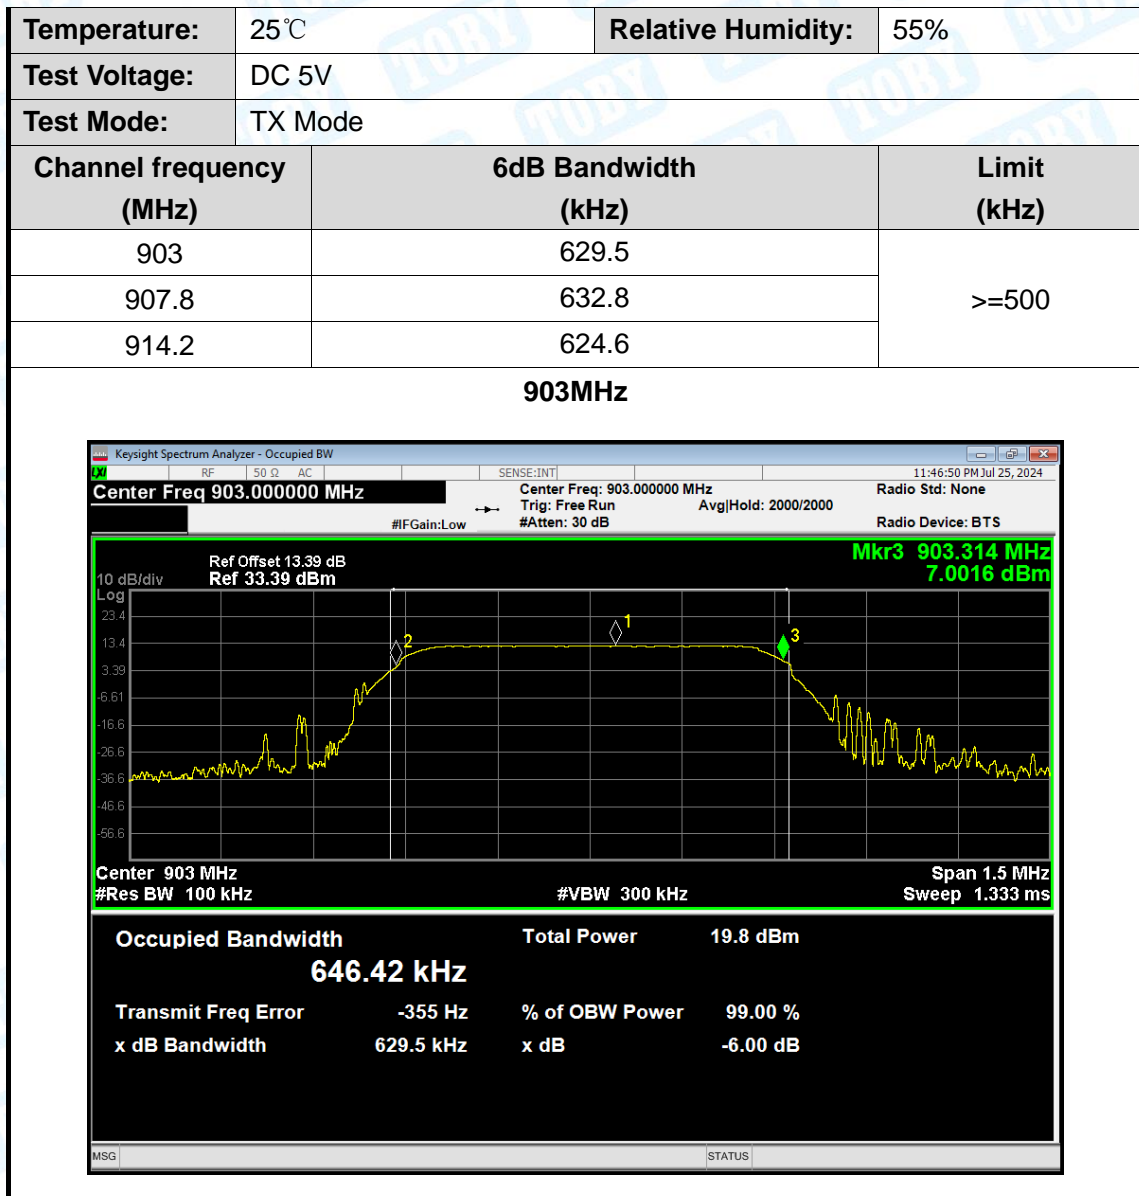 Temperature: 25℃ Relative Humidity: 55%
Test Voltage: DC 5V
Test Mode: TX Mode
Channel frequency (MHz) 6dB Bandwidth (kHz) Limit (kHz)
903 629.5
907.8 632.8 >=500
914.2 624.6
903MHz
Keysight Spectrum Analyzer - Occupied BW
LXI RF 50 Ω AC SENSE:INT 11:46:50 PM Jul 25, 2024
Center Freq 903.000000 MHz Center Freq: 903.000000 MHz Radio Std: None
Trig: Free Run Avg|Hold: 2000/2000
#IFGain:Low #Atten: 30 dB Radio Device: BTS
Mkr3 903.314 MHz
Ref Offset 13.39 dB
10 dB/div Ref 33.39 dBm 7.0016 dBm
Log
23.4
13.4
3.39
-6.61
-16.6
-26.6
-36.6
-46.6
-56.6
1
2
3
Center 903 MHz Span 1.5 MHz
#Res BW 100 kHz #VBW 300 kHz Sweep 1.333 ms
Occupied Bandwidth Total Power 19.8 dBm
646.42 kHz
Transmit Freq Error -355 Hz % of OBW Power 99.00 %
x dB Bandwidth 629.5 kHz x dB -6.00 dB
MSG STATUS
TOBY
TOBY
TOBY
TOBY
TOBY